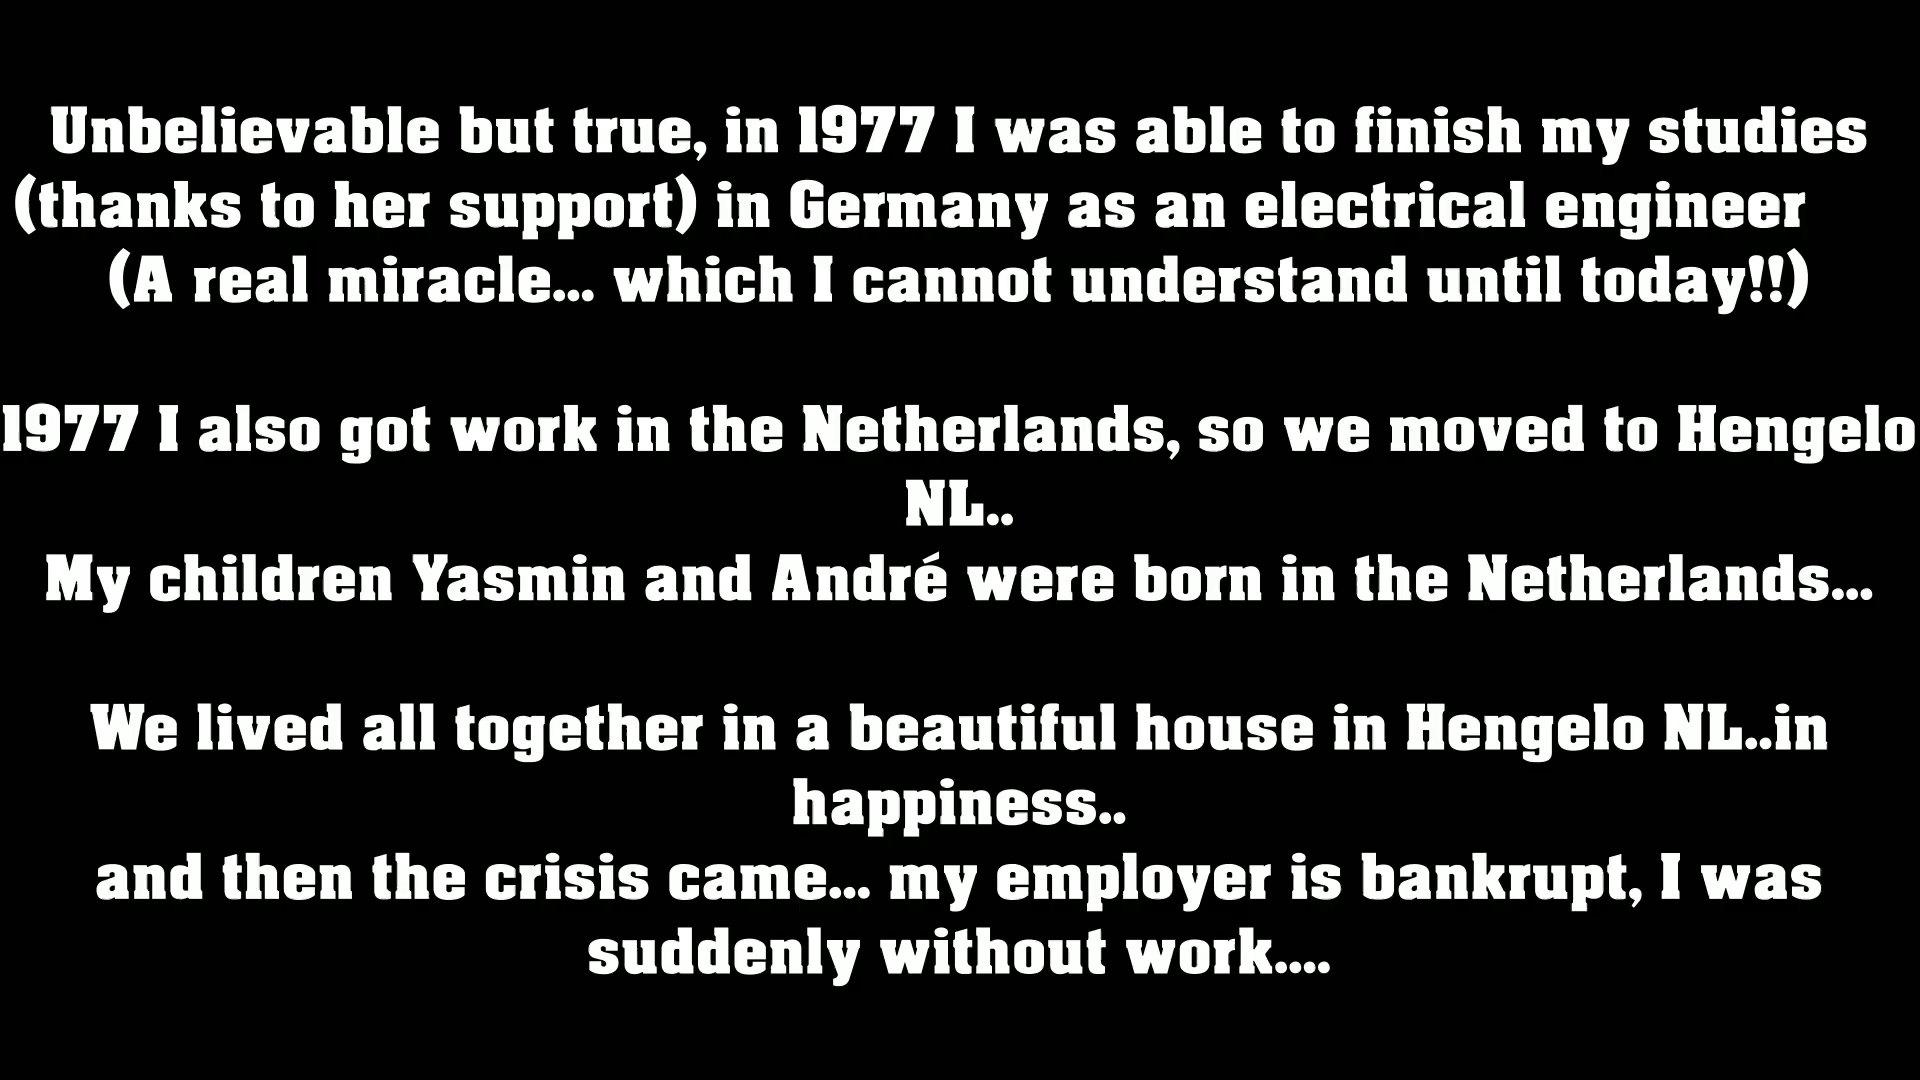 Unbelievable but true, in 1977 I was able to finish my studies
(thanks to her support) in Germany as an electrical engineer
(A real miracle... which I cannot understand until today!!)
1977 I also got work in the Netherlands, so we moved to Hengelo
NL..
My children Yasmin and André were born in the Netherlands...
We lived all together in a beautiful house in Hengelo NL..in
happiness..
and then the crisis came... my employer is bankrupt, I was
suddenly without work....